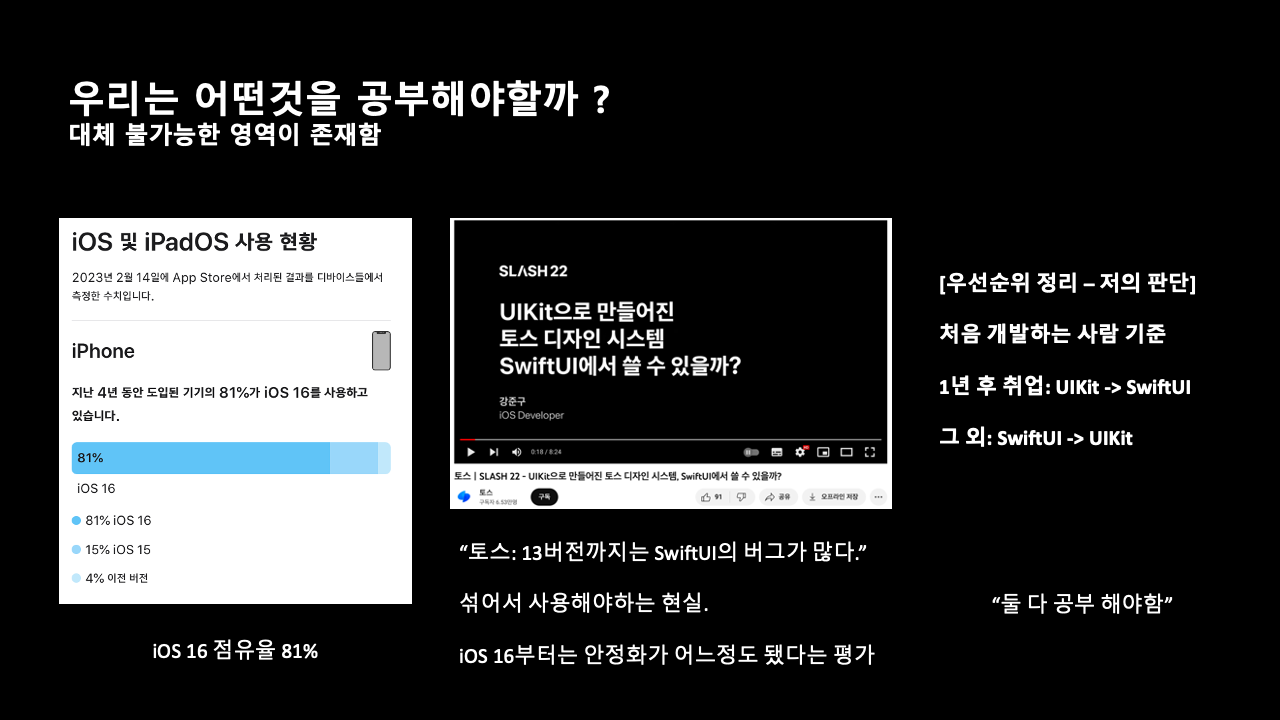 우리는 어떤것을 공부해야할까 ?
대체 불가능한 영역이 존재함
iOS 및 iPadOS 사용 현황
2023년 2월 14일에 App Store에서 처리된 결과를 디바이스들에서
측정한 수치입니다.
iPhone
지난 4년 동안 도입된 기기의 81%가 iOS 16를 사용하고
있습니다.
81%
iOS 16
81% iOS 16
15% iOS 15
4% 이전 버전
iOS 16 점유율 81%
SLASH 22
UIKit으로 만들어진
토스 디자인 시스템
SwiftUI에서 쓸 수 있을까?
강준구
iOS Developer
0:18 / 8:24
토스 | SLASH 22 - UIKit으로 만들어진 토스 디자인 시스템, SwiftUI에서 쓸 수 있을까?
토스
구독자 6.53만명
구독
91
공유
오프라인 저장
“토스: 13버전까지는 SwiftUI의 버그가 많다.”
섞어서 사용해야하는 현실.
iOS 16부터는 안정화가 어느정도 됐다는 평가
[우선순위 정리 – 저의 판단]
처음 개발하는 사람 기준
1년 후 취업: UIKit -> SwiftUI
그 외: SwiftUI -> UIKit
“둘 다 공부 해야함”